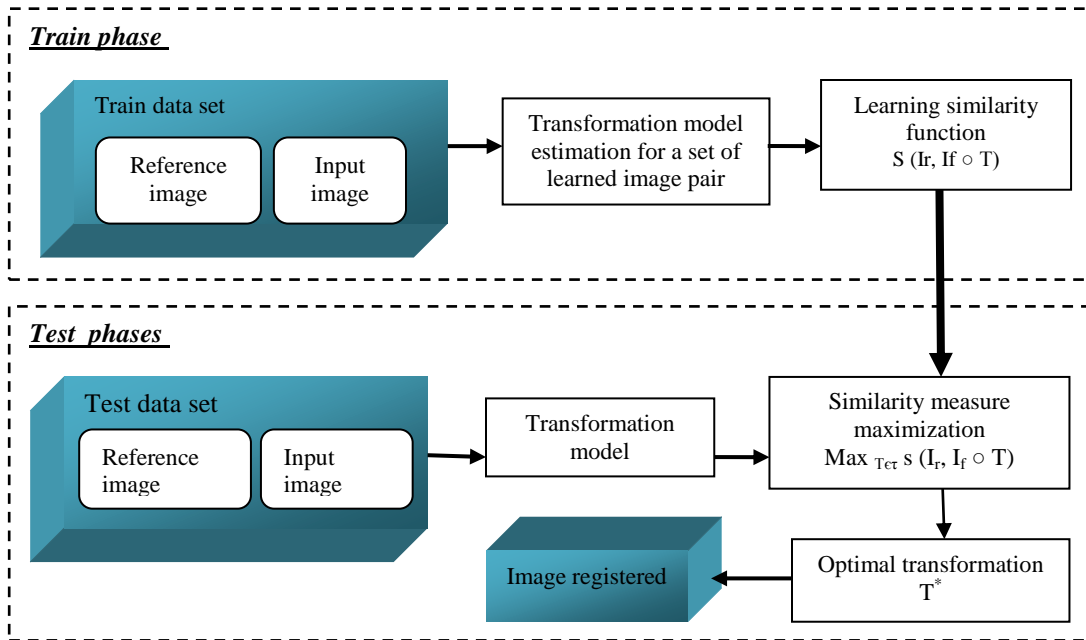 Train phase
Train data set
Reference
image
Input
image
Transformation model
estimation for a set of
learned image pair
Learning similarity
function
S (Ir, If ○ T)
Test phases
Test data set
Reference
image
Input
image
Transformation
model
Similarity measure
maximization
Max TϵƬ s (Ir, If ○ T)
Image registered
Optimal transformation
T*